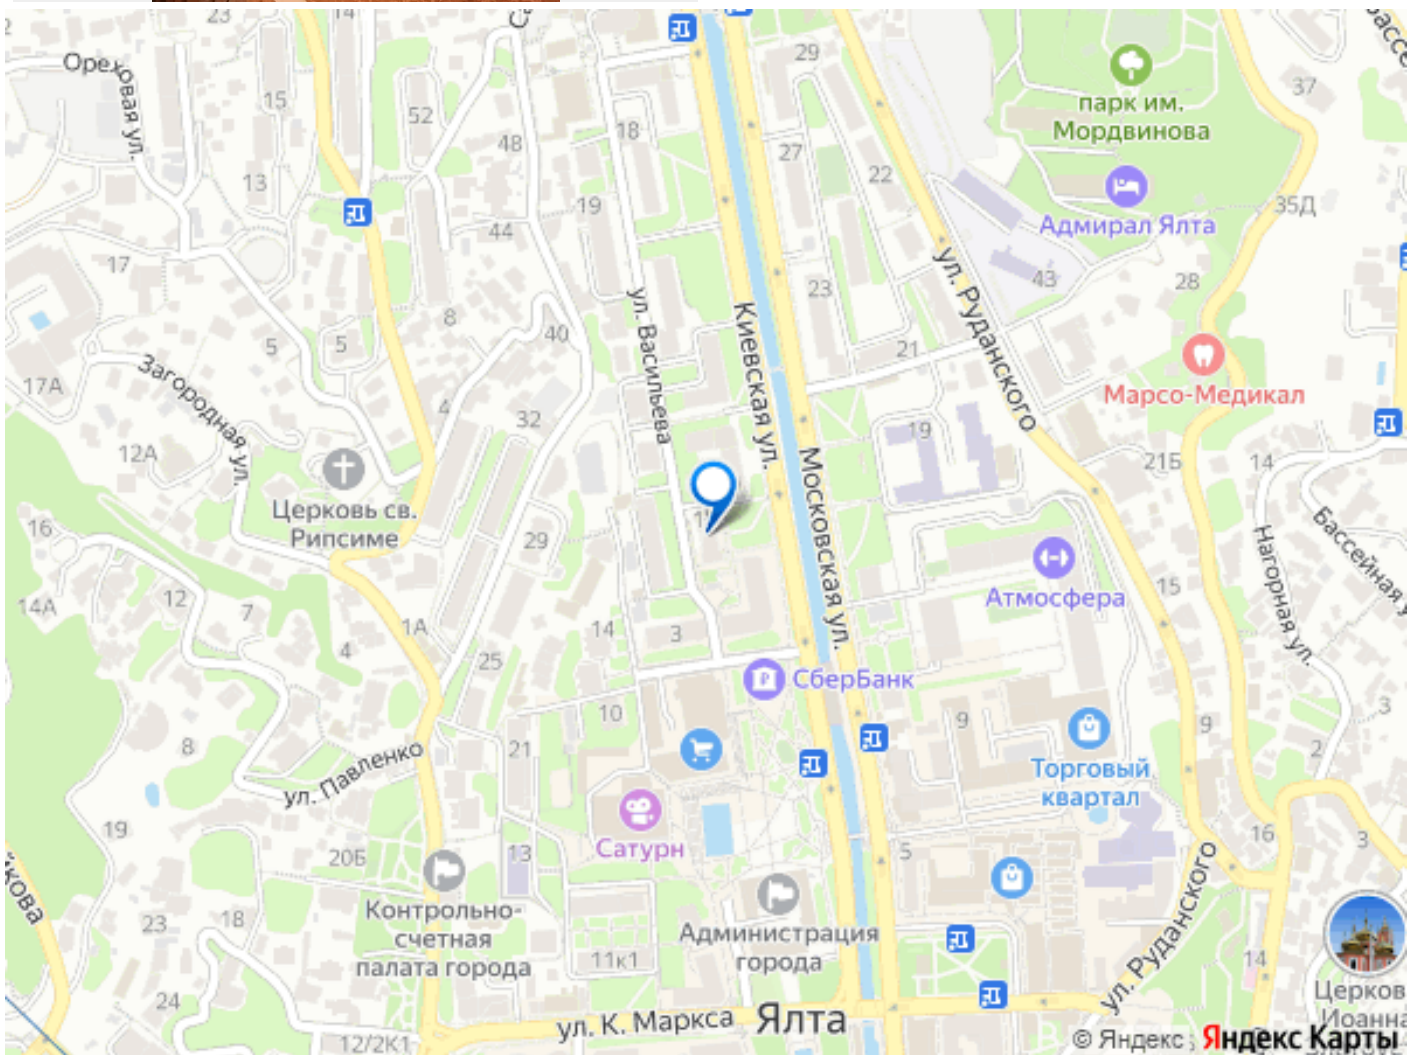 23
14
29
Ореховая ул.
15
52
18
48
27
22
парк им.
Мордвинова
37
13
19
44
Адмирал Ялта
35Д
17
ул. Васильева
8
40
23
43
28
ул. Руданского
5
5
Киевская ул.
21
Марсо-Медикал
17А
Загородная ул.
4
32
19
12А
21Б
14
Церковь св.
Рипсиме
Московская ул.
Бассейная у
16
29
Нагорная ул.
Атмосфера
15
14А
12
7
1А
14
3
4
25
СберБанк
10
9
9
3
8
21
2
ул. Павленко
Торговый
квартал
19
20Б
13
Сатурн
5
16
3
ул. Руданского
кова
23
18
Контрольно-
счетная
палата города
11к1
Администрация
города
14
24
Церков
Иоанна
12/2К1
ул. К. Маркса
Ялта
© Яндекс
Яндекс Карты